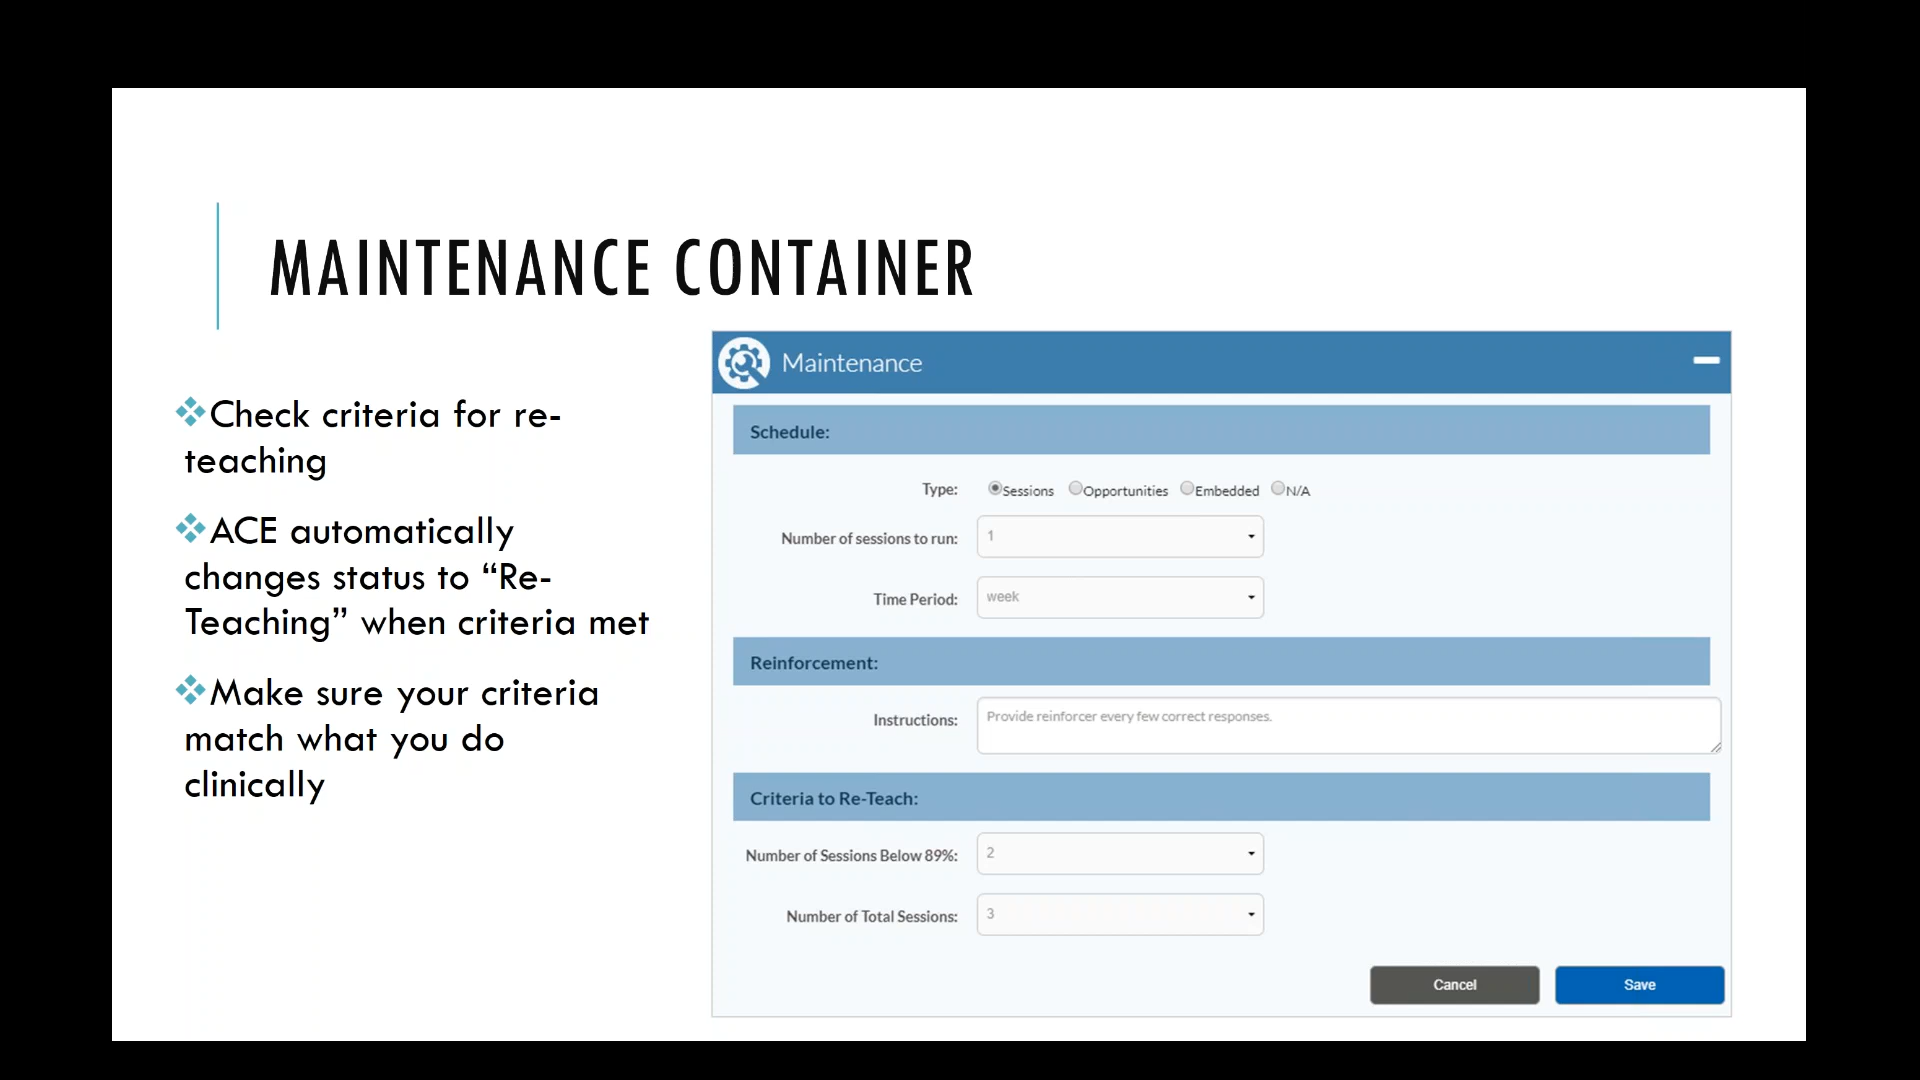 MAINTENANCE CONTAINER
Check criteria for re-
teaching
ACE automatically
changes status to “Re-
Teaching” when criteria met
Make sure your criteria
match what you do
clinically
Maintenance
Schedule:
Type: Sessions Opportunities Embedded N/A
Number of sessions to run: 1
Time Period: week
Reinforcement:
Instructions: Provide reinforcer every few correct responses.
Criteria to Re-Teach:
Number of Sessions Below 89%: 2
Number of Total Sessions: 3
Cancel Save